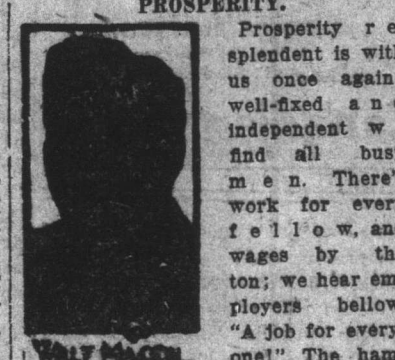 PROSPERITY.
Prosperity r e
splendent is with
us once again
well-fixed a n d
independent w
find all bus
m e n. There'
work for ever
f e l l o w, an
wages by th
ton; we hear em
ployers bellow
"A job for every
one!" The ham